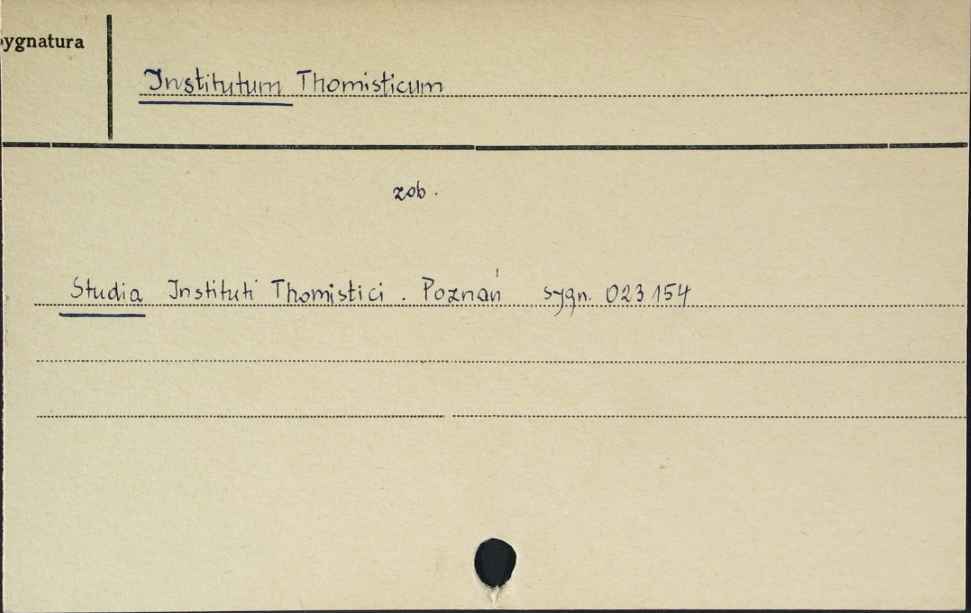 ygnatura
Institutum Thomisticum
zob.
Studia Instituti Thomistici. Poznań sygn. 023154